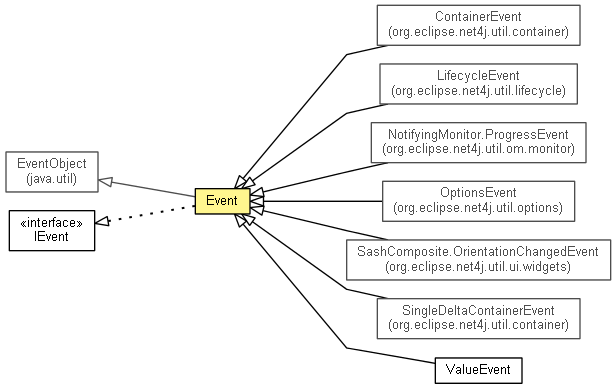 ContainerEvent
(org.eclipse.net4j.util.container)
LifecycleEvent
(org.eclipse.net4j.util.lifecycle)
NotifyingMonitor.ProgressEvent
(org.eclipse.net4j.util.om.monitor)
EventObject
(java.util)
Event
OptionsEvent
(org.eclipse.net4j.util.options)
«interface»
IEvent
SashComposite.OrientationChangedEvent
(org.eclipse.net4j.util.ui.widgets)
SingleDeltaContainerEvent
(org.eclipse.net4j.util.container)
ValueEvent